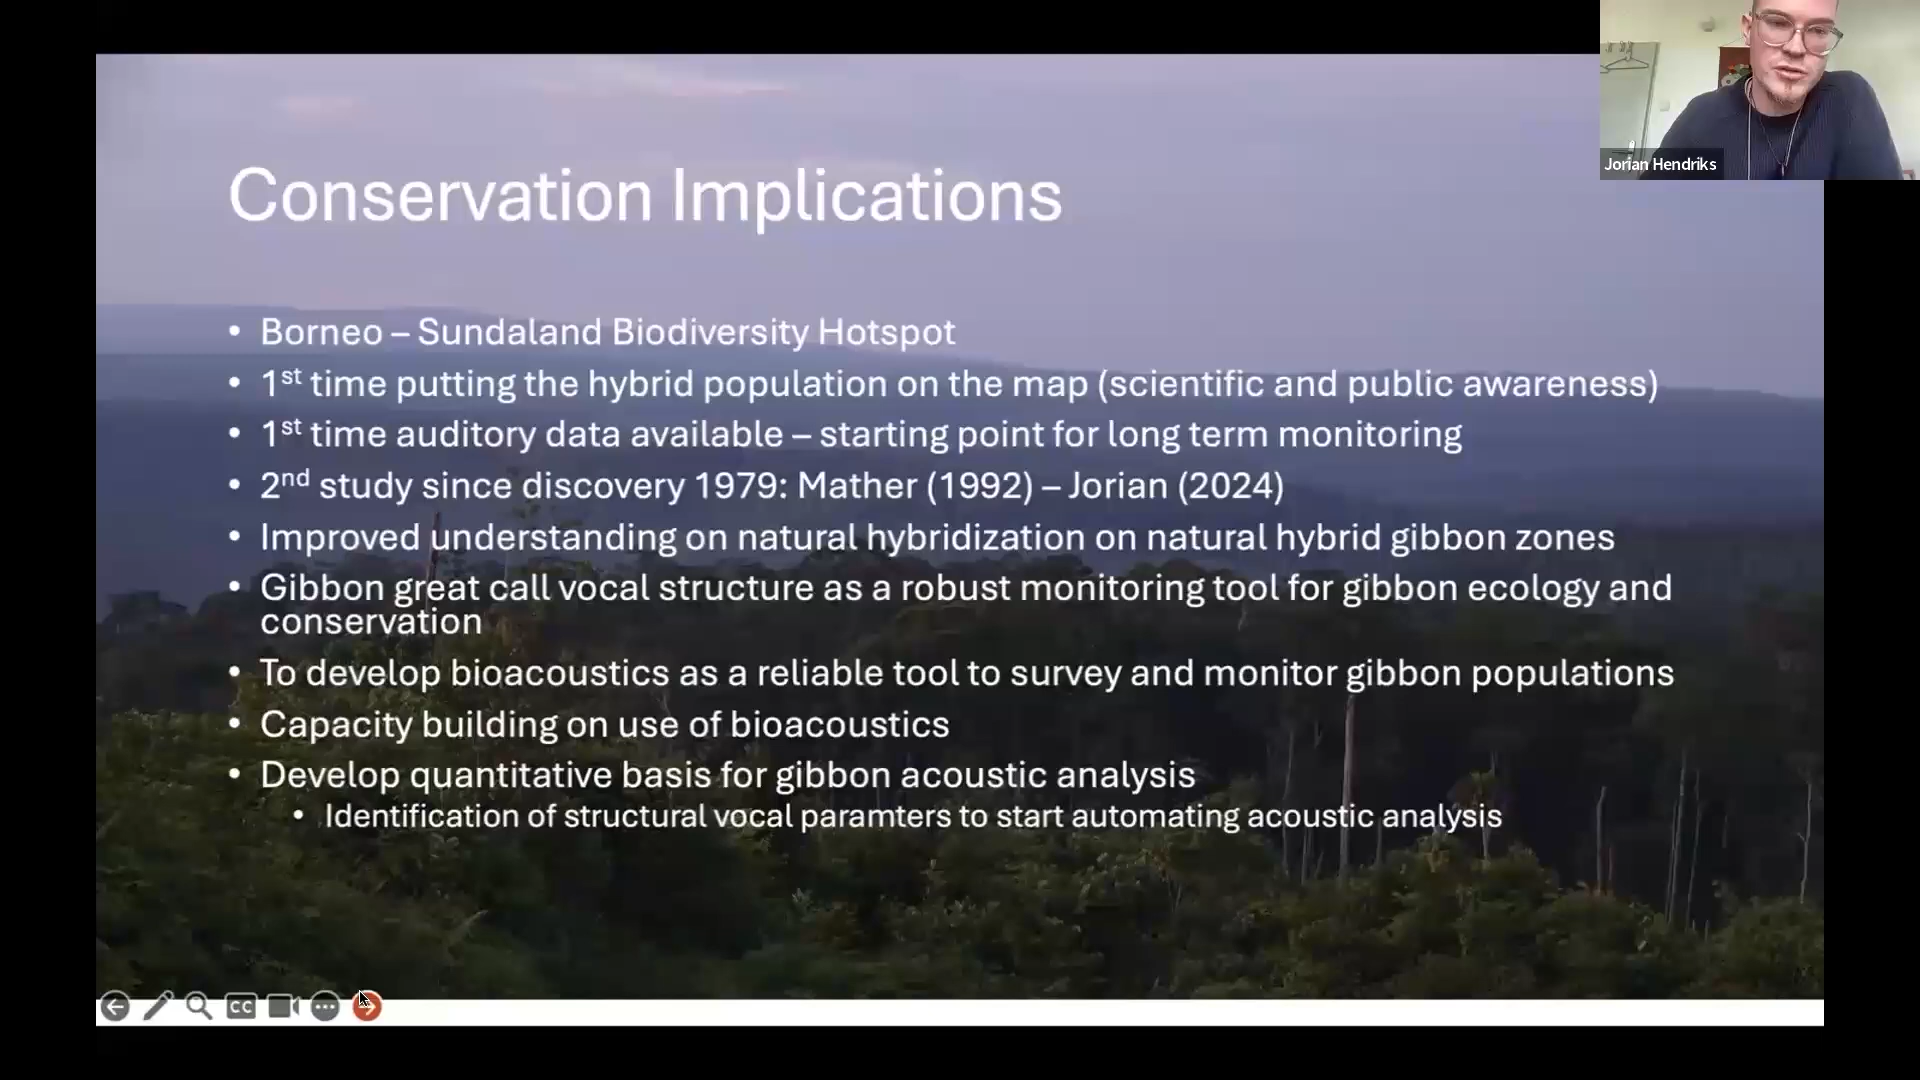 Jorian Hendriks
Conservation Implications
• Borneo – Sundaland Biodiversity Hotspot
• 1st time putting the hybrid population on the map (scientific and public awareness)
• 1st time auditory data available – starting point for long term monitoring
• 2nd study since discovery 1979: Mather (1992) – Jorian (2024)
• Improved understanding on natural hybridization on natural hybrid gibbon zones
• Gibbon great call vocal structure as a robust monitoring tool for gibbon ecology and
conservation
• To develop bioacoustics as a reliable tool to survey and monitor gibbon populations
• Capacity building on use of bioacoustics
• Develop quantitative basis for gibbon acoustic analysis
• Identification of structural vocal paramters to start automating acoustic analysis
CC